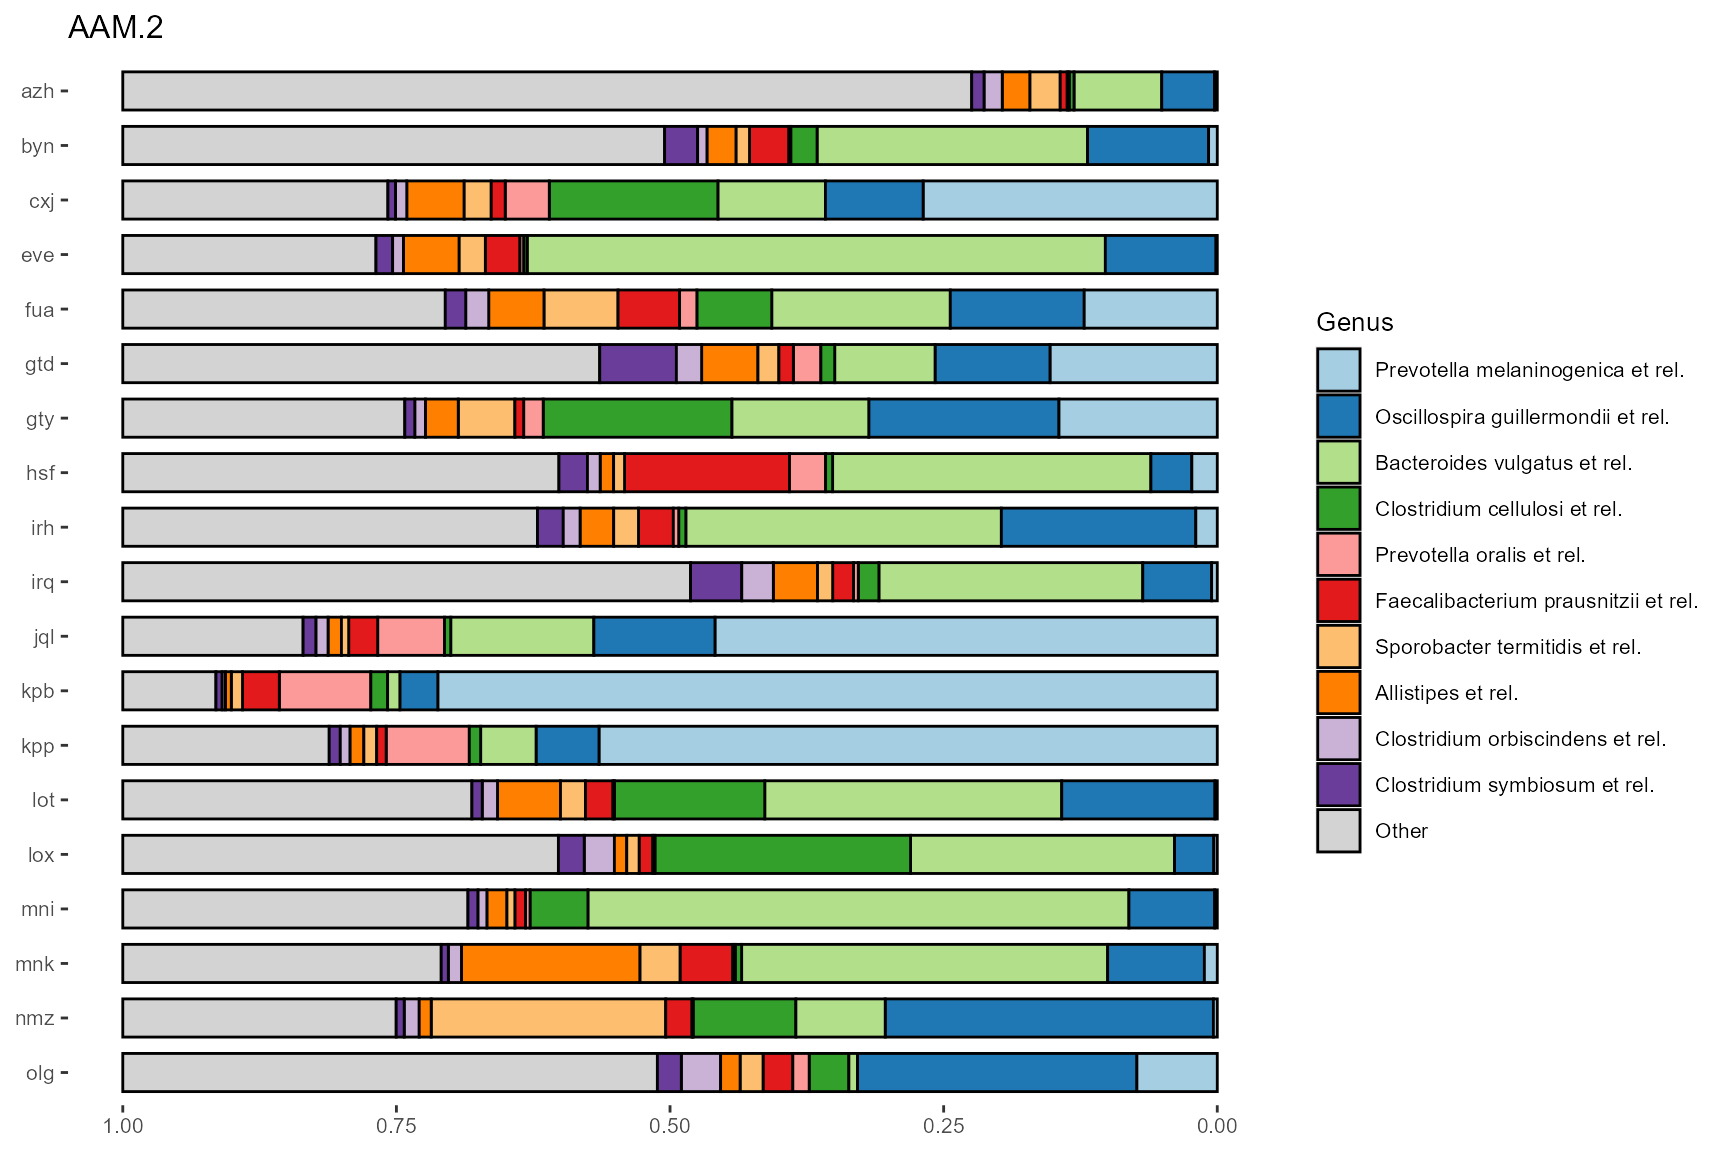 AAM.2
azh
byn
cxj
eve
fua
gtd
gty
hsf
irh
irq
jql
kpb
kpp
lot
lox
mni
mnk
nmz
olg
1.00 0.75 0.50 0.25 0.00
Genus
Prevotella melaninogenica et rel.
Oscillospira guillermondii et rel.
Bacteroides vulgatus et rel.
Clostridium cellulosi et rel.
Prevotella oralis et rel.
Faecalibacterium prausnitzii et rel.
Sporobacter termitidis et rel.
Allistipes et rel.
Clostridium orbiscindens et rel.
Clostridium symbiosum et rel.
Other